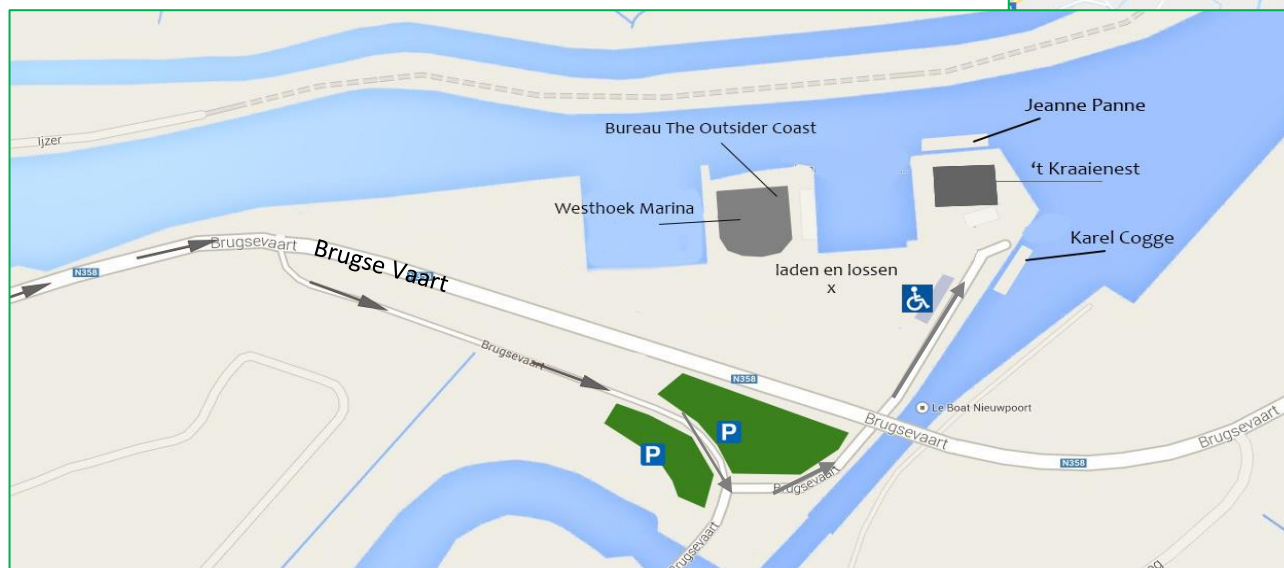 Jeanne Panne
Bureau The Outsider Coast
Ijzer
't Kraaienest
Westhoek Marina
Karel Cogge
Brugsevaart
Brugse Vaart
N358
laden en lossen
x
Brugsevaart
N358
Le Boat Nieuwpoort
Brugsevaart
Brugsevaart
P
P
N358
Brugsevaart
Brugsevaart